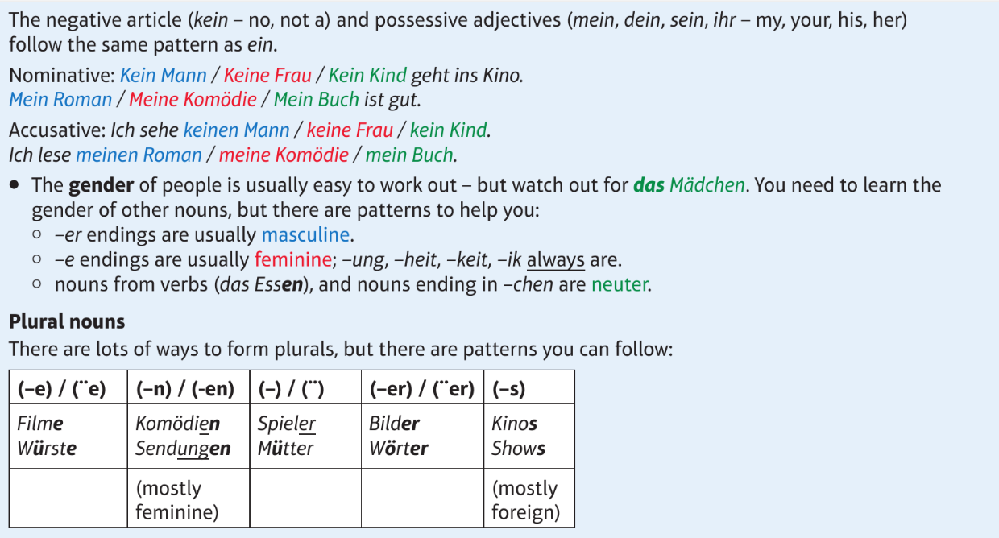 The negative article (kein – no, not a) and possessive adjectives (mein, dein, sein, ihr – my, your, his, her)
follow the same pattern as ein.
Nominative: Kein Mann / Keine Frau / Kein Kind geht ins Kino.
Mein Roman / Meine Komödie / Mein Buch ist gut.
Accusative: Ich sehe keinen Mann / keine Frau / kein Kind.
Ich lese meinen Roman / meine Komödie / mein Buch.
● The gender of people is usually easy to work out – but watch out for das Mädchen. You need to learn the
gender of other nouns, but there are patterns to help you:
○ –er endings are usually masculine.
○ –e endings are usually feminine; –ung, –heit, –keit, –ik always are.
○ nouns from verbs (das Essen), and nouns ending in –chen are neuter.
Plural nouns
There are lots of ways to form plurals, but there are patterns you can follow:
(–e) / (¨e) (–n) / (-en) (–) / (¨) (–er) / (¨er) (–s)
Filme Komödien Spieler Bilder Kinos
Würste Sendungen Mütter Wörter Shows
(mostly (mostly
feminine) foreign)